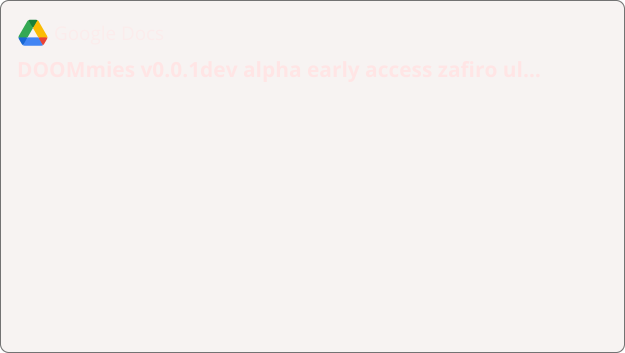 Google Docs
DOOMmies v0.0.1dev alpha early access zafiro ul...